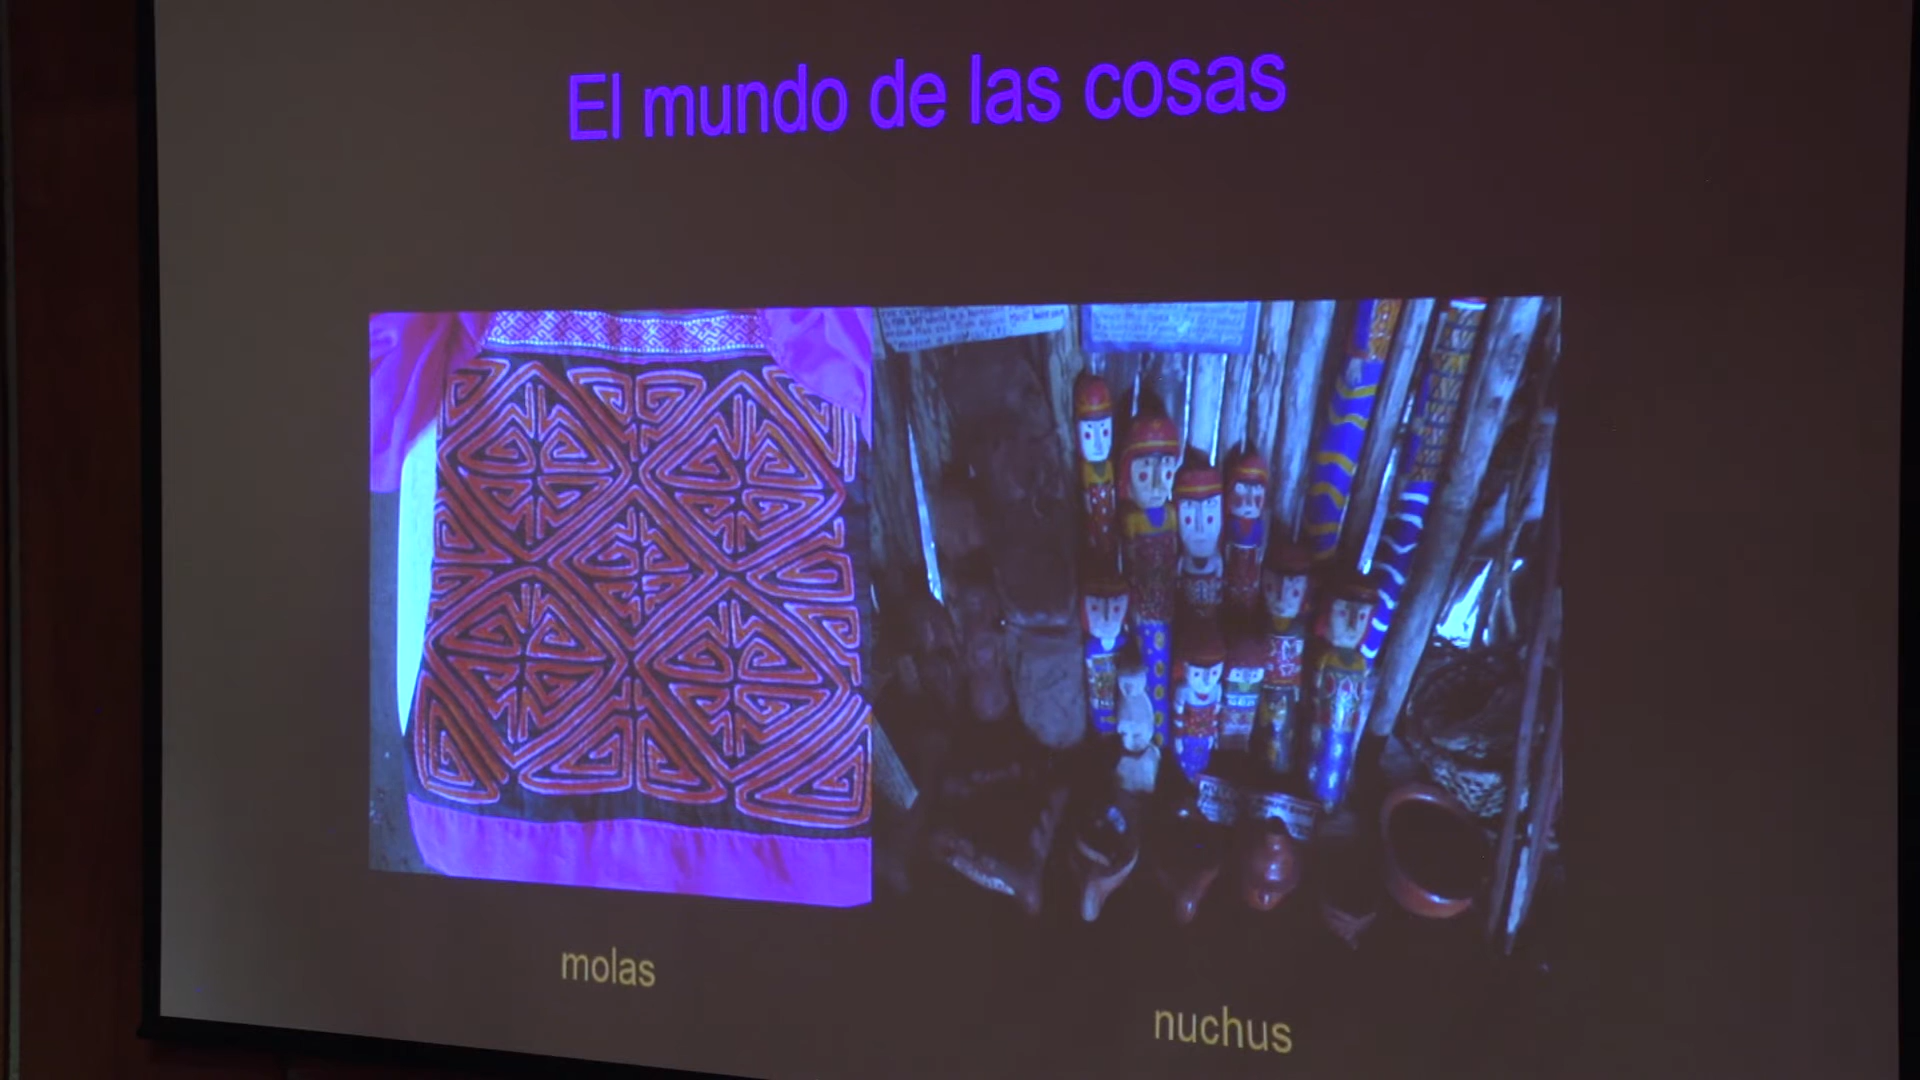 El mundo de las cosas
molas
nuchus